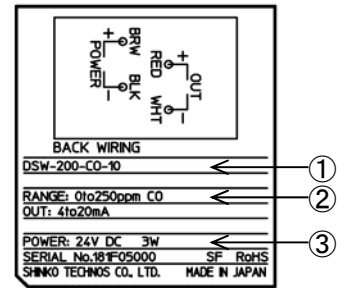 + BRW
POWER
- BLK
+ RED
OUT
- WHT
BACK WIRING
DSW-200-CO-10 ①
RANGE: 0to250ppm CO ②
OUT: 4to20mA
POWER: 24V DC 3W ③
SERIAL No.181F05000 SF RoHS
SHINKO TECHNOS CO., LTD. MADE IN JAPAN